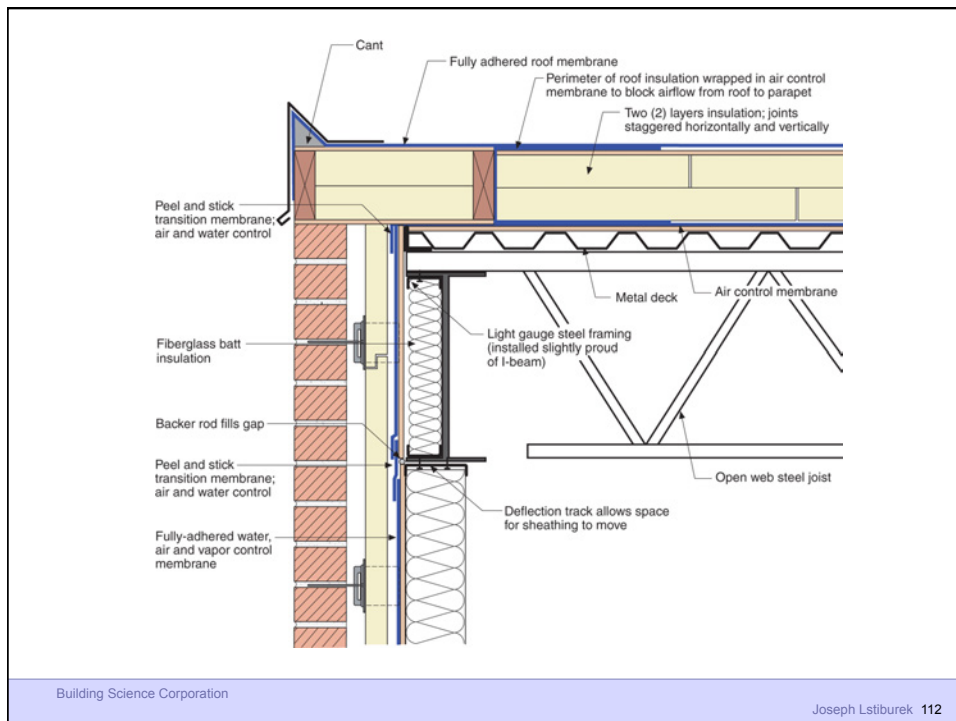 Cant
Fully adhered roof membrane
Perimeter of roof insulation wrapped in air control
membrane to block airflow from roof to parapet
Two (2) layers insulation; joints
staggered horizontally and vertically
Peel and stick
transition membrane;
air and water control
Metal deck
Air control membrane
Light gauge steel framing
(installed slightly proud
of I-beam)
Fiberglass batt
insulation
Backer rod fills gap
Peel and stick
transition membrane;
air and water control
Open web steel joist
Deflection track allows space
for sheathing to move
Fully-adhered water,
air and vapor control
membrane
Building Science Corporation
Joseph Lstiburek 112